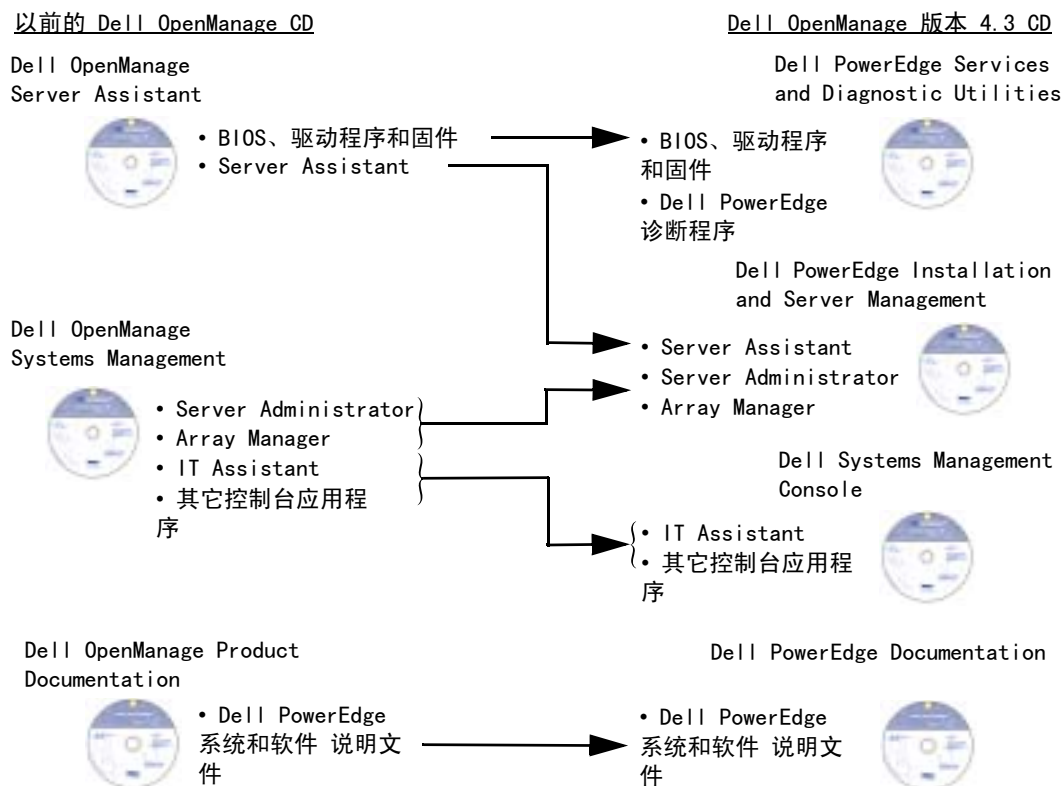 以前的 Dell OpenManage CD
Dell OpenManage 版本 4.3 CD
Dell OpenManage
Server Assistant
• BIOS、驱动程序和固件
• Server Assistant
Dell PowerEdge Services
and Diagnostic Utilities
• BIOS、驱动程序
和固件
• Dell PowerEdge
诊断程序
Dell PowerEdge Installation
and Server Management
• Server Assistant
• Server Administrator
• Array Manager
Dell OpenManage
Systems Management
• Server Administrator
• Array Manager
• IT Assistant
• 其它控制台应用程
序
Dell Systems Management
Console
• IT Assistant
• 其它控制台应用程
序
Dell OpenManage Product
Documentation
• Dell PowerEdge
系统和软件 说明文
件
Dell PowerEdge Documentation
• Dell PowerEdge
系统和软件 说明文
件